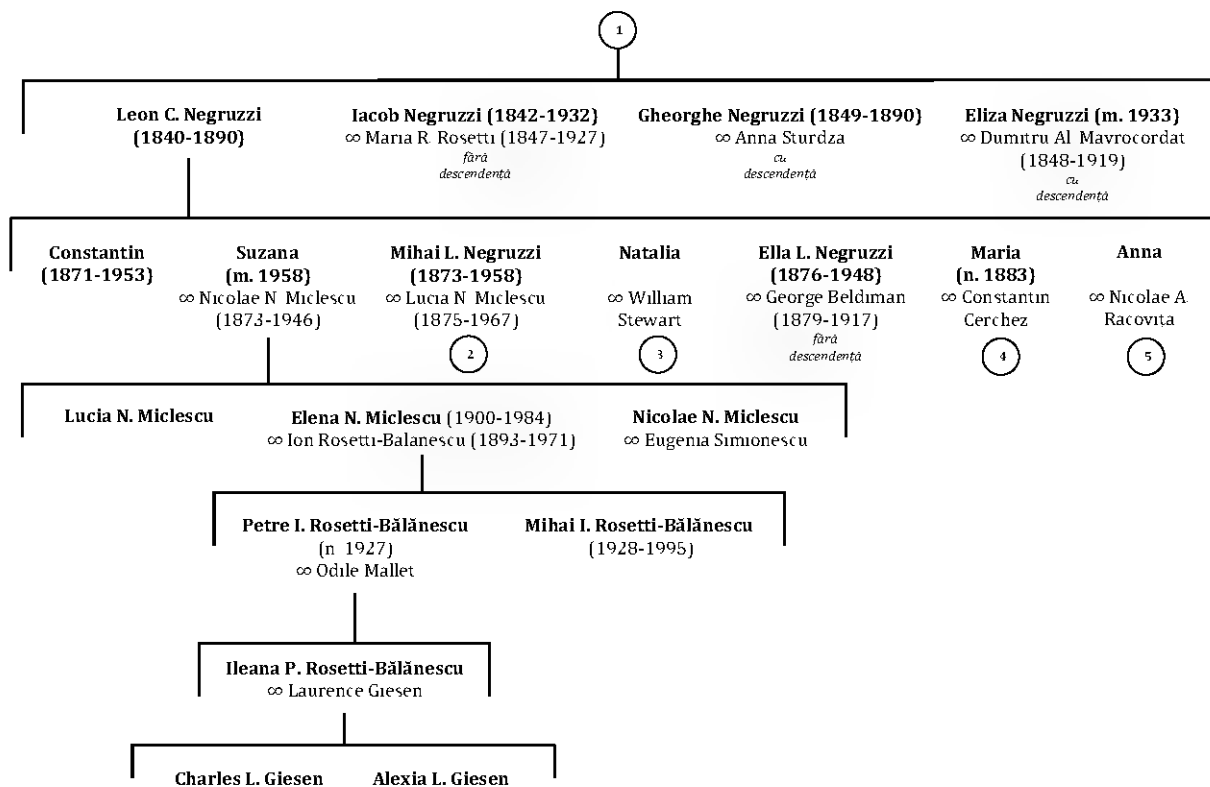 1
Leon C. Negruzzi
(1840-1890)
Iacob Negruzzi (1842-1932)
∞ Maria R. Rosetti (1847-1927)
fără
descendență
Gheorghe Negruzzi (1849-1890)
∞ Anna Sturdza
cu
descendență
Eliza Negruzzi (m. 1933)
∞ Dumitru Al. Mavrocordat
(1848-1919)
cu
descendență
Constantin
(1871-1953)
Suzana
(m. 1958)
∞ Nicolae N. Miclescu
(1873-1946)
Mihai L. Negruzzi
(1873-1958)
∞ Lucia N. Miclescu
(1875-1967)
2
Natalia
∞ William
Stewart
3
Ella L. Negruzzi
(1876-1948)
∞ George Beldiman
(1879-1917)
fără
descendență
Maria
(n. 1883)
∞ Constantin
Cerchez
4
Anna
∞ Nicolae A.
Racovita
5
Lucia N. Miclescu
Elena N. Miclescu (1900-1984)
∞ Ion Rosetti-Balanescu (1893-1971)
Nicolae N. Miclescu
∞ Eugenia Simionescu
Petre I. Rosetti-Bălănescu
(n. 1927)
∞ Odile Mallet
Mihai I. Rosetti-Bălănescu
(1928-1995)
Ileana P. Rosetti-Bălănescu
∞ Laurence Giesen
Charles L. Giesen
Alexia L. Giesen